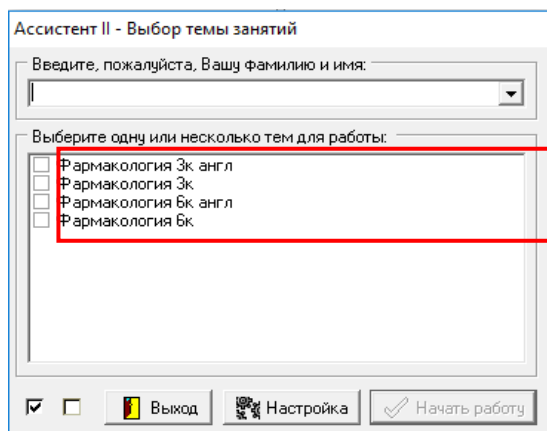 Ассистент II - Выбор темы занятий
Введите, пожалуйста, Вашу фамилию и имя:
Выберите одну или несколько тем для работы:
Фармакология 3к англ
Фармакология 3к
Фармакология 6к англ
Фармакология 6к
Выход Настройка Начать работу